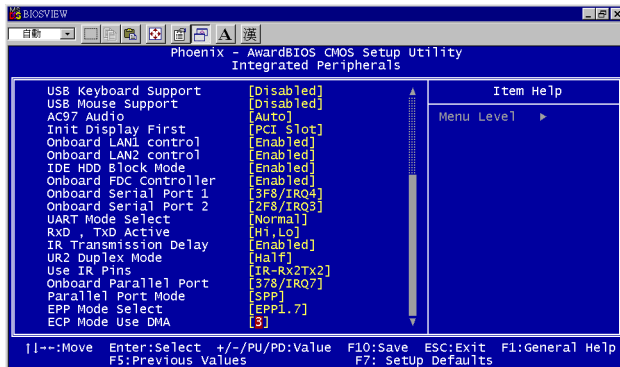 BIOSVIEW
自動 A 漢
Phoenix - AwardBIOS CMOS Setup Utility
Integrated Peripherals
USB Keyboard Support [Disabled]
USB Mouse Support [Disabled]
AC97 Audio [Auto]
Init Display First [PCI Slot]
Onboard LAN1 control [Enabled]
Onboard LAN2 control [Enabled]
IDE HDD Block Mode [Enabled]
Onboard FDC Controller [Enabled]
Onboard Serial Port 1 [3F8/IRQ4]
Onboard Serial Port 2 [2F8/IRQ3]
UART Mode Select [Normal]
RxD , TxD Active [Hi,Lo]
IR Transmission Delay [Enabled]
UR2 Duplex Mode [Half]
Use IR Pins [IR-Rx2Tx2]
Onboard Parallel Port [378/IRQ7]
Parallel Port Mode [SPP]
EPP Mode Select [EPP1.7]
ECP Mode Use DMA [3]
Item Help
Menu Level ▶
↑↓→←:Move Enter:Select +/-/PU/PD:Value F10:Save ESC:Exit F1:General Help
F5:Previous Values F7: SetUp Defaults